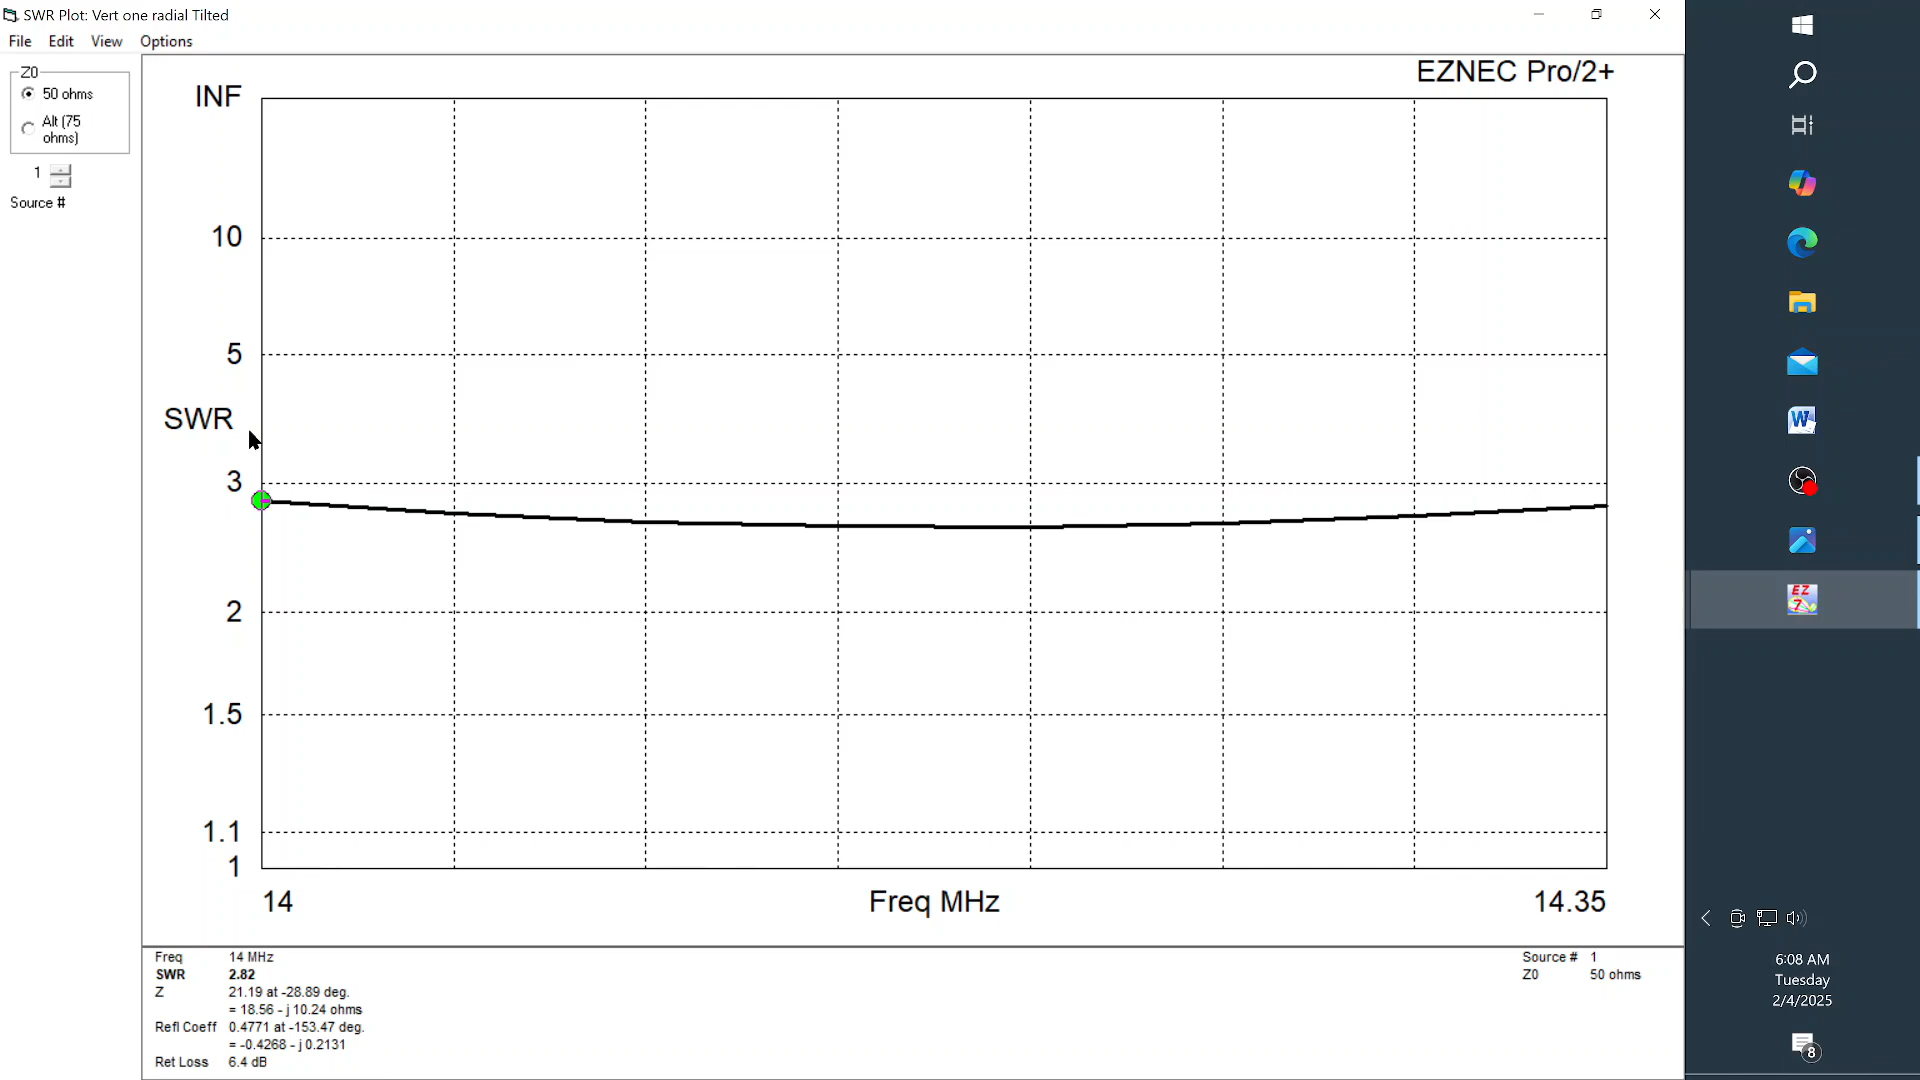 SWR Plot: Vert one radial Tilted
File Edit View Options
Z0
50 ohms
Alt (75
ohms)
1
Source #
EZNEC Pro/2+
INF
10
5
SWR
3
2
1.5
1.1
1
14 Freq MHz 14.35
Freq 14 MHz
SWR 2.82
Z 21.19 at -28.89 deg.
= 18.56 - j 10.24 ohms
Refl Coeff 0.4771 at -153.47 deg.
= -0.4268 - j 0.2131
Ret Loss 6.4 dB
Source # 1
Z0 50 ohms
W
EZ
7
6:08 AM
Tuesday
2/4/2025
8